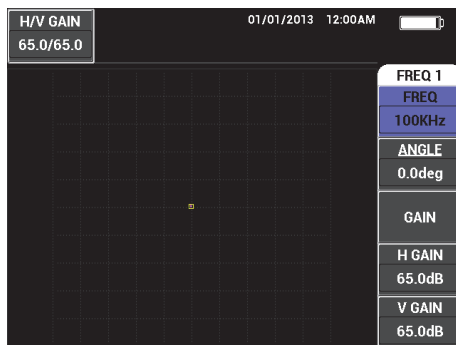 H/V GAIN
65.0/65.0
01/01/2013 12:00AM
FREQ 1
FREQ
100KHz
ANGLE
0.0deg
GAIN
H GAIN
65.0dB
V GAIN
65.0dB